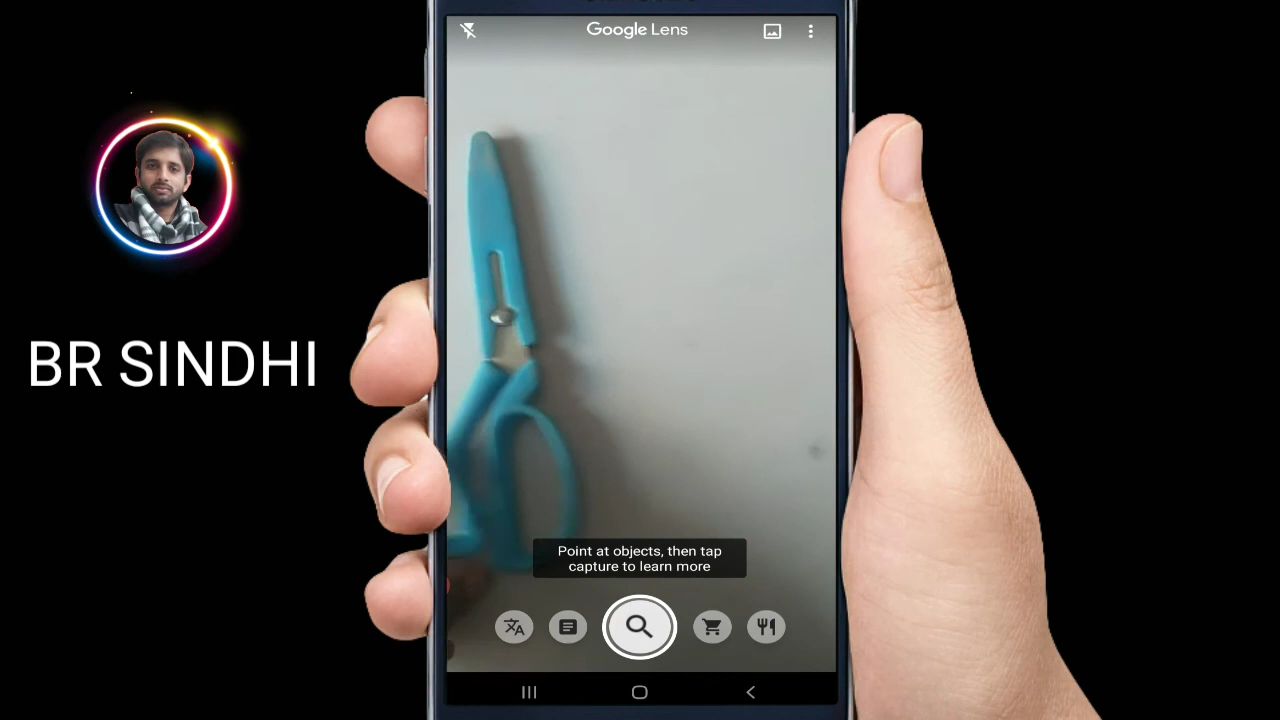 Google Lens
BR SINDHI
Point at objects, then tap
capture to learn more